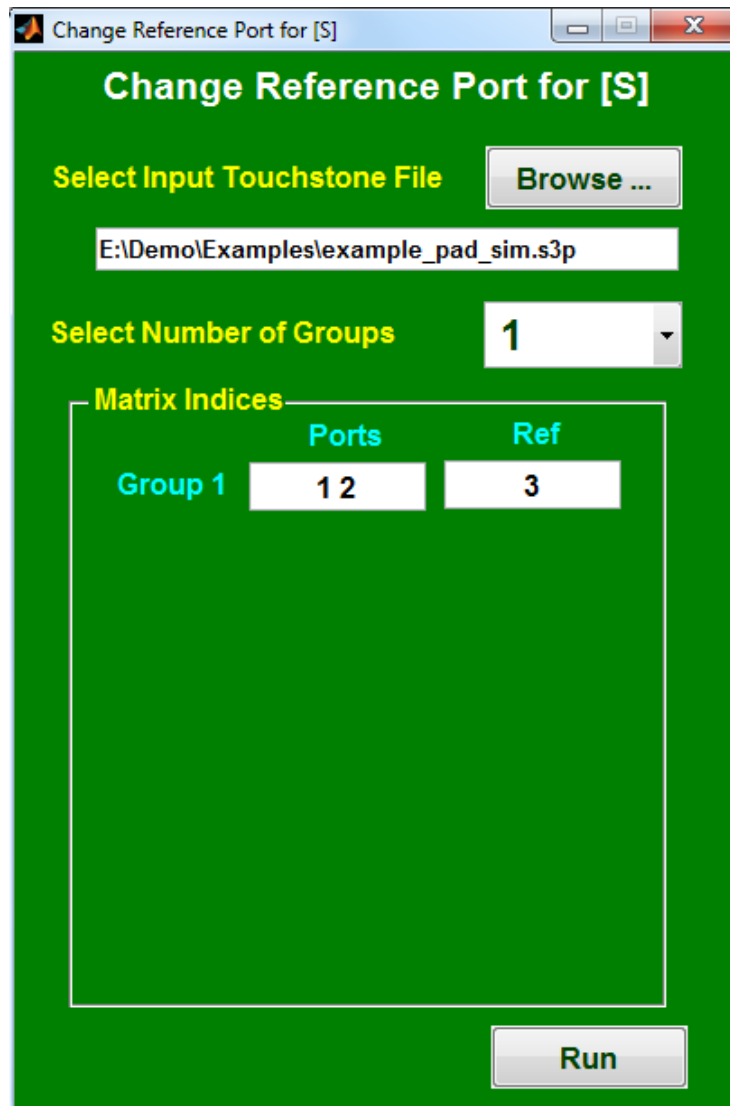 Change Reference Port for [S]
Change Reference Port for [S]
Select Input Touchstone File Browse ...
E:\Demo\Examples\example_pad_sim.s3p
Select Number of Groups 1
Matrix Indices
Ports Ref
Group 1 1 2 3
Run